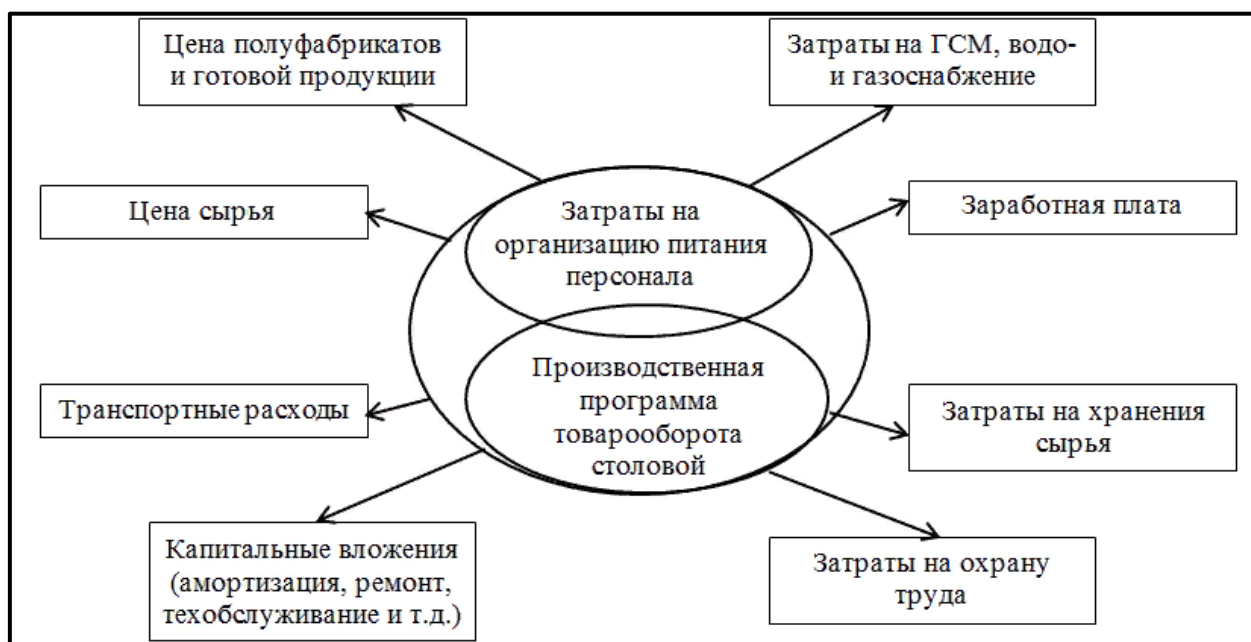 Цена полуфабрикатов
и готовой продукции
Затраты на ГСМ, водо-
и газоснабжение
Цена сырья
Затраты на
организацию питания
персонала
Заработная плата
Транспортные расходы
Производственная
программа
товарооборота
столовой
Затраты на хранения
сырья
Капитальные вложения
(амортизация, ремонт,
техобслуживание и т.д.)
Затраты на охрану
труда